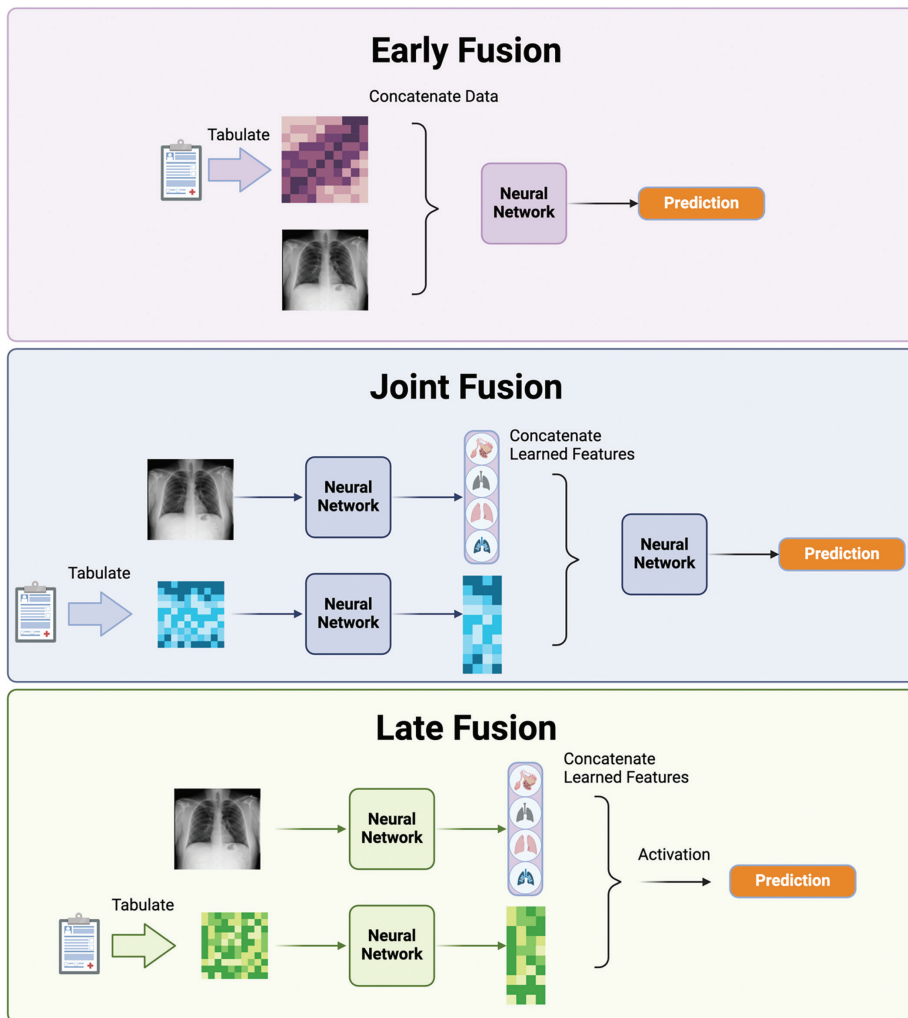 Early Fusion
Concatenate Data
Tabulate
Neural
Network
Prediction
Joint Fusion
Concatenate
Learned Features
Neural
Network
Neural
Network
Prediction
Tabulate
Neural
Network
Late Fusion
Concatenate
Learned Features
Neural
Network
Activation
Prediction
Tabulate
Neural
Network